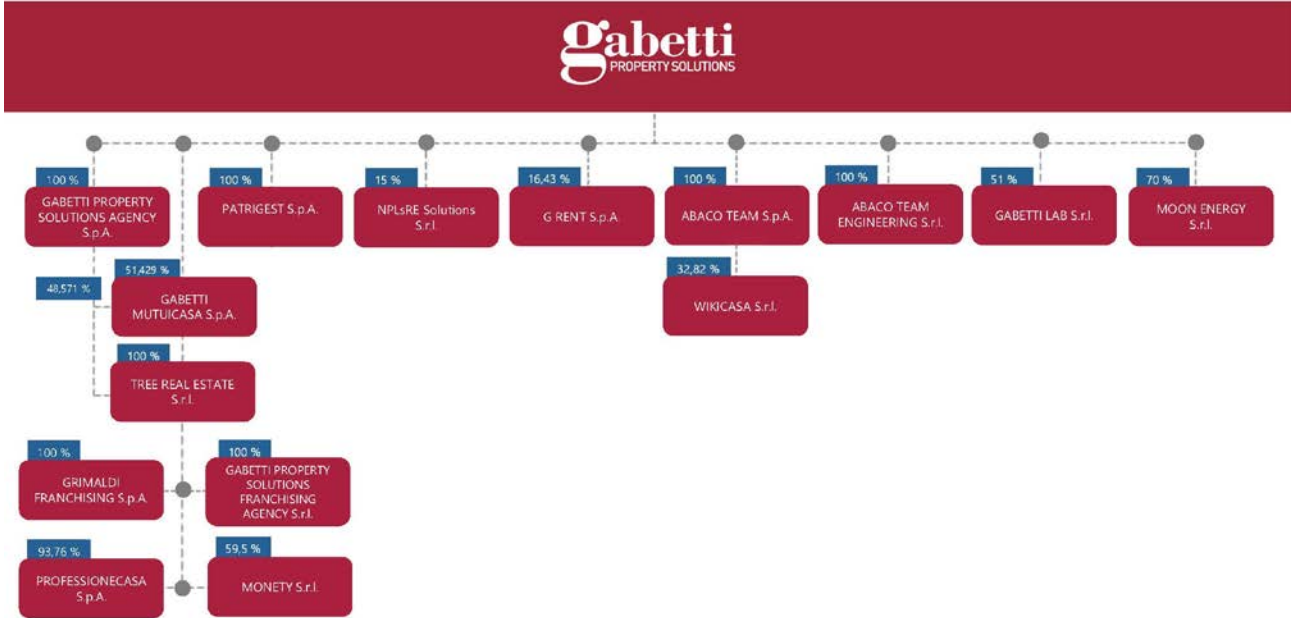 gabetti
PROPERTY SOLUTIONS
100 %
GABETTI PROPERTY
SOLUTIONS AGENCY
S.p.A.
100 %
PATRIGEST S.p.A.
15 %
NPLsRE Solutions
S.r.l.
16,43 %
G RENT S.p.A.
100 %
ABACO TEAM S.p.A.
100 %
ABACO TEAM
ENGINEERING S.r.l.
51 %
GABETTI LAB S.r.l.
70 %
MOON ENERGY
S.r.l.
48,571 %
51,429 %
GABETTI
MUTUICASA S.p.A.
32,82 %
WIKICASA S.r.l.
100 %
TREE REAL ESTATE
S.r.l.
100 %
GRIMALDI
FRANCHISING S.p.A.
100 %
GABETTI PROPERTY
SOLUTIONS
FRANCHISING
AGENCY S.r.l.
93,76 %
PROFESSIONECASA
S.p.A.
59,5 %
MONETY S.r.l.